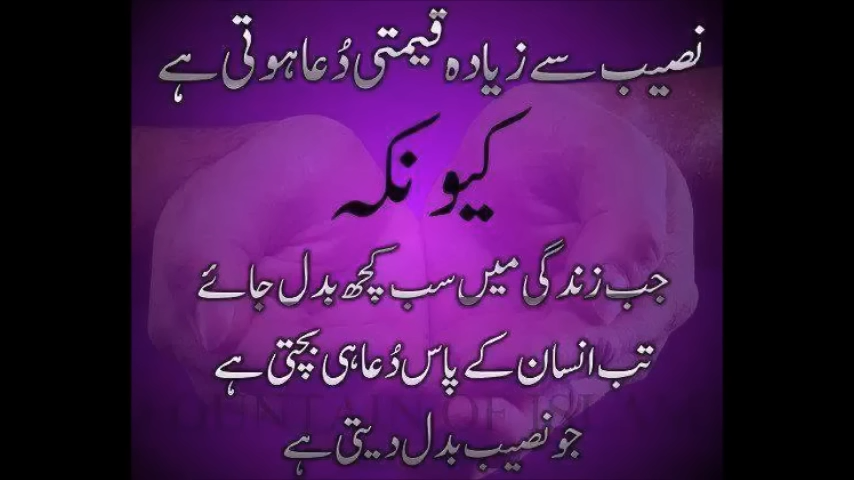 نصیب سے زیادہ قیمتی دُعا ہوتی ہے
کیونکہ
جب زندگی میں سب کچھ بدل جائے
تب انسان کے پاس دُعا ہی بچتی ہے
جو نصیب بدل دیتی ہے